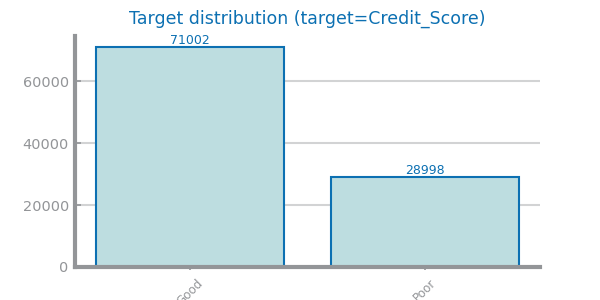 Target distribution (target=Credit_Score)
71002
60000
40000
28998
20000
0
Good
Poor